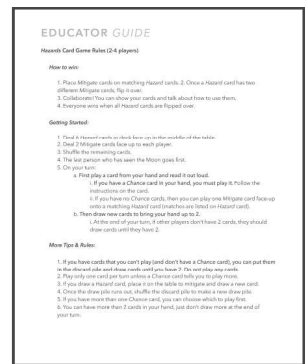 EDUCATOR GUIDE
Hazards Card Game Rules (2-4 players)
How to win:
1. Place Mitigate cards on matching Hazard cards. 2. Once a Hazard card has two
different Mitigate cards, flip it over.
3. Collaborate! You can show your cards and talk about how to use them.
4. Everyone wins when all Hazard cards are flipped over.
Getting Started:
1. Deal 6 Hazard cards in deck face up in the middle of the table.
2. Deal 2 Mitigate cards face up to each player.
3. Shuffle the remaining cards.
4. The last person who has seen the Moon goes first.
5. On your turn:
a. First play a card from your hand and read it out loud.
i. If you have a Chance card in your hand, you must play it. Follow the
instructions on the card.
ii. If you have no Chance cards, then you can play one Mitigate card face-up
onto a matching Hazard card (matches are listed on Hazard card).
b. Then draw new cards to bring your hand up to 2.
i. At the end of your turn, if other players don't have 2 cards, they should
draw cards until they have 2.
More Tips & Rules:
1. If you have cards that you can't play (and don't have a Chance card), you can put them
in the discard pile and draw cards until you have 2. Do not play any cards.
2. Play only one card per turn unless a Chance card tells you to play more.
3. If you draw a Hazard card, place it on the table to mitigate and draw a new card.
4. Once the draw pile runs out, shuffle the discard pile to make a new draw pile.
5. If you have more than one Chance card, you can choose which to play first.
6. You can have more than 2 cards in your hand, just don't draw more at the end of
your turn.